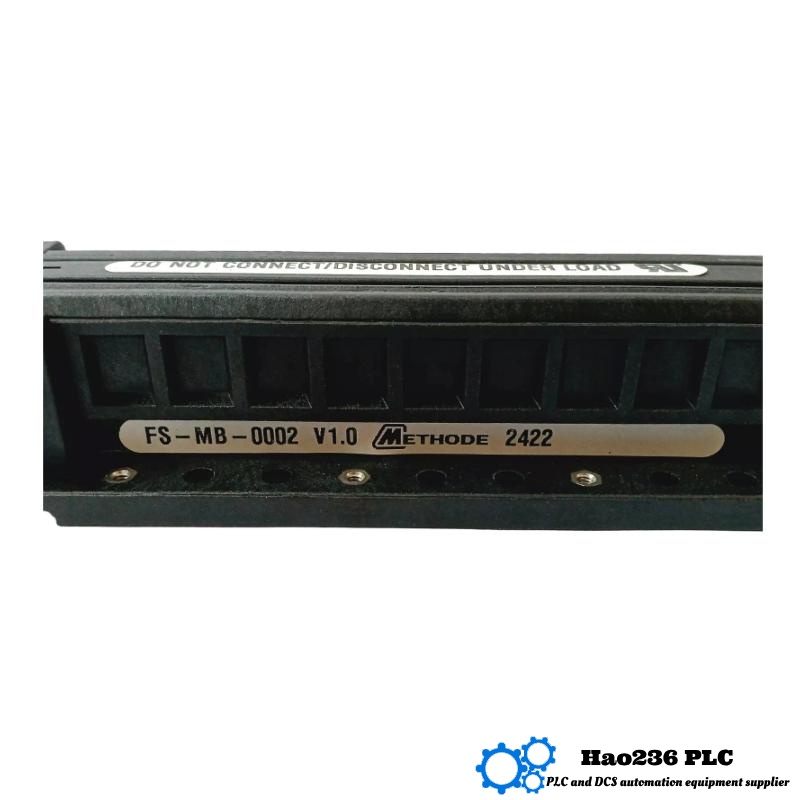 DO NOT CONNECT/DISCONNECT UNDER LOAD
FS-MB-0002 V1.0 METHODE 2422
Hao236 PLC
PLC and DCS automation equipment supplier